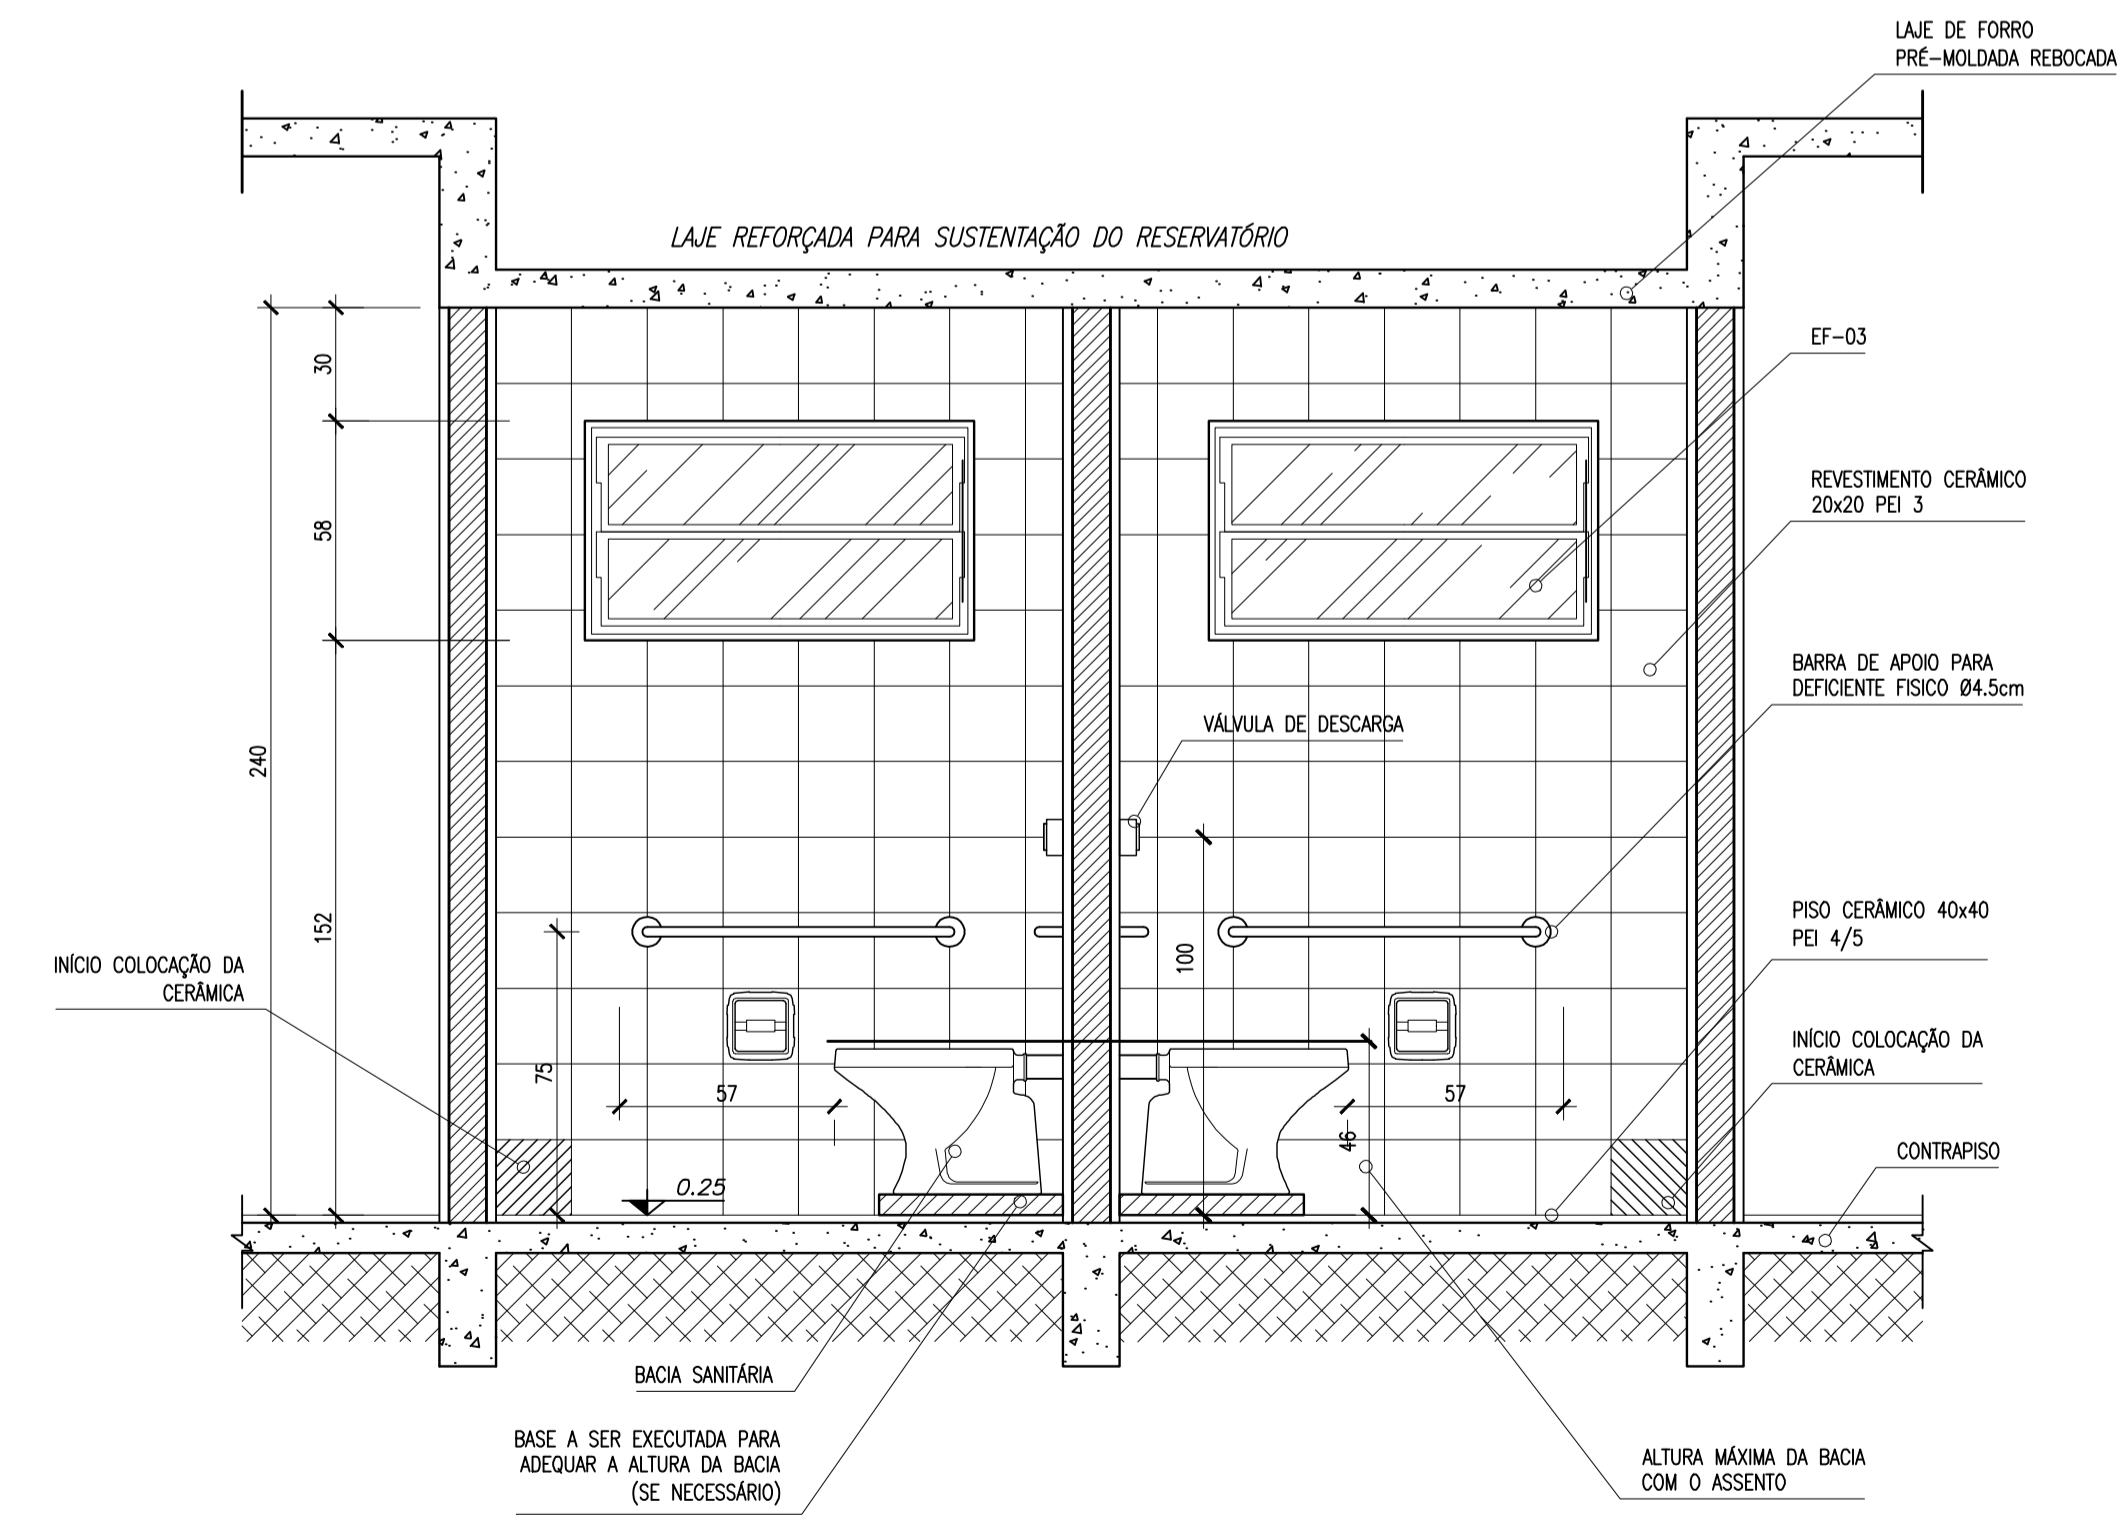 LAJE DE FORRO
PRÉ-MOLDADA REBOCADA
LAJE REFORÇADA PARA SUSTENTAÇÃO DO RESERVATÓRIO
EF-03
30
REVESTIMENTO CERÂMICO
20x20 PEI 3
58
BARRA DE APOIO PARA
DEFICIENTE FISICO Ø4.5cm
VÁLVULA DE DESCARGA
240
152
PISO CERÂMICO 40x40
PEI 4/5
100
INÍCIO COLOCAÇÃO DA
CERÂMICA
75
57
57
46
INÍCIO COLOCAÇÃO DA
CERÂMICA
CONTRAPISO
0.25
BACIA SANITÁRIA
BASE A SER EXECUTADA PARA
ADEQUAR A ALTURA DA BACIA
(SE NECESSÁRIO)
ALTURA MÁXIMA DA BACIA
COM O ASSENTO